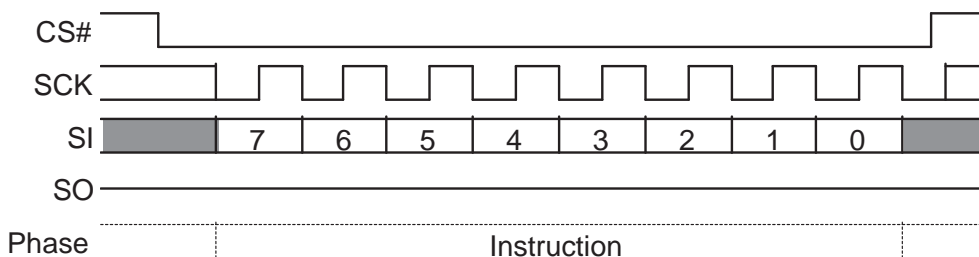 CS#
SCK
SI 7 6 5 4 3 2 1 0
SO
Phase Instruction